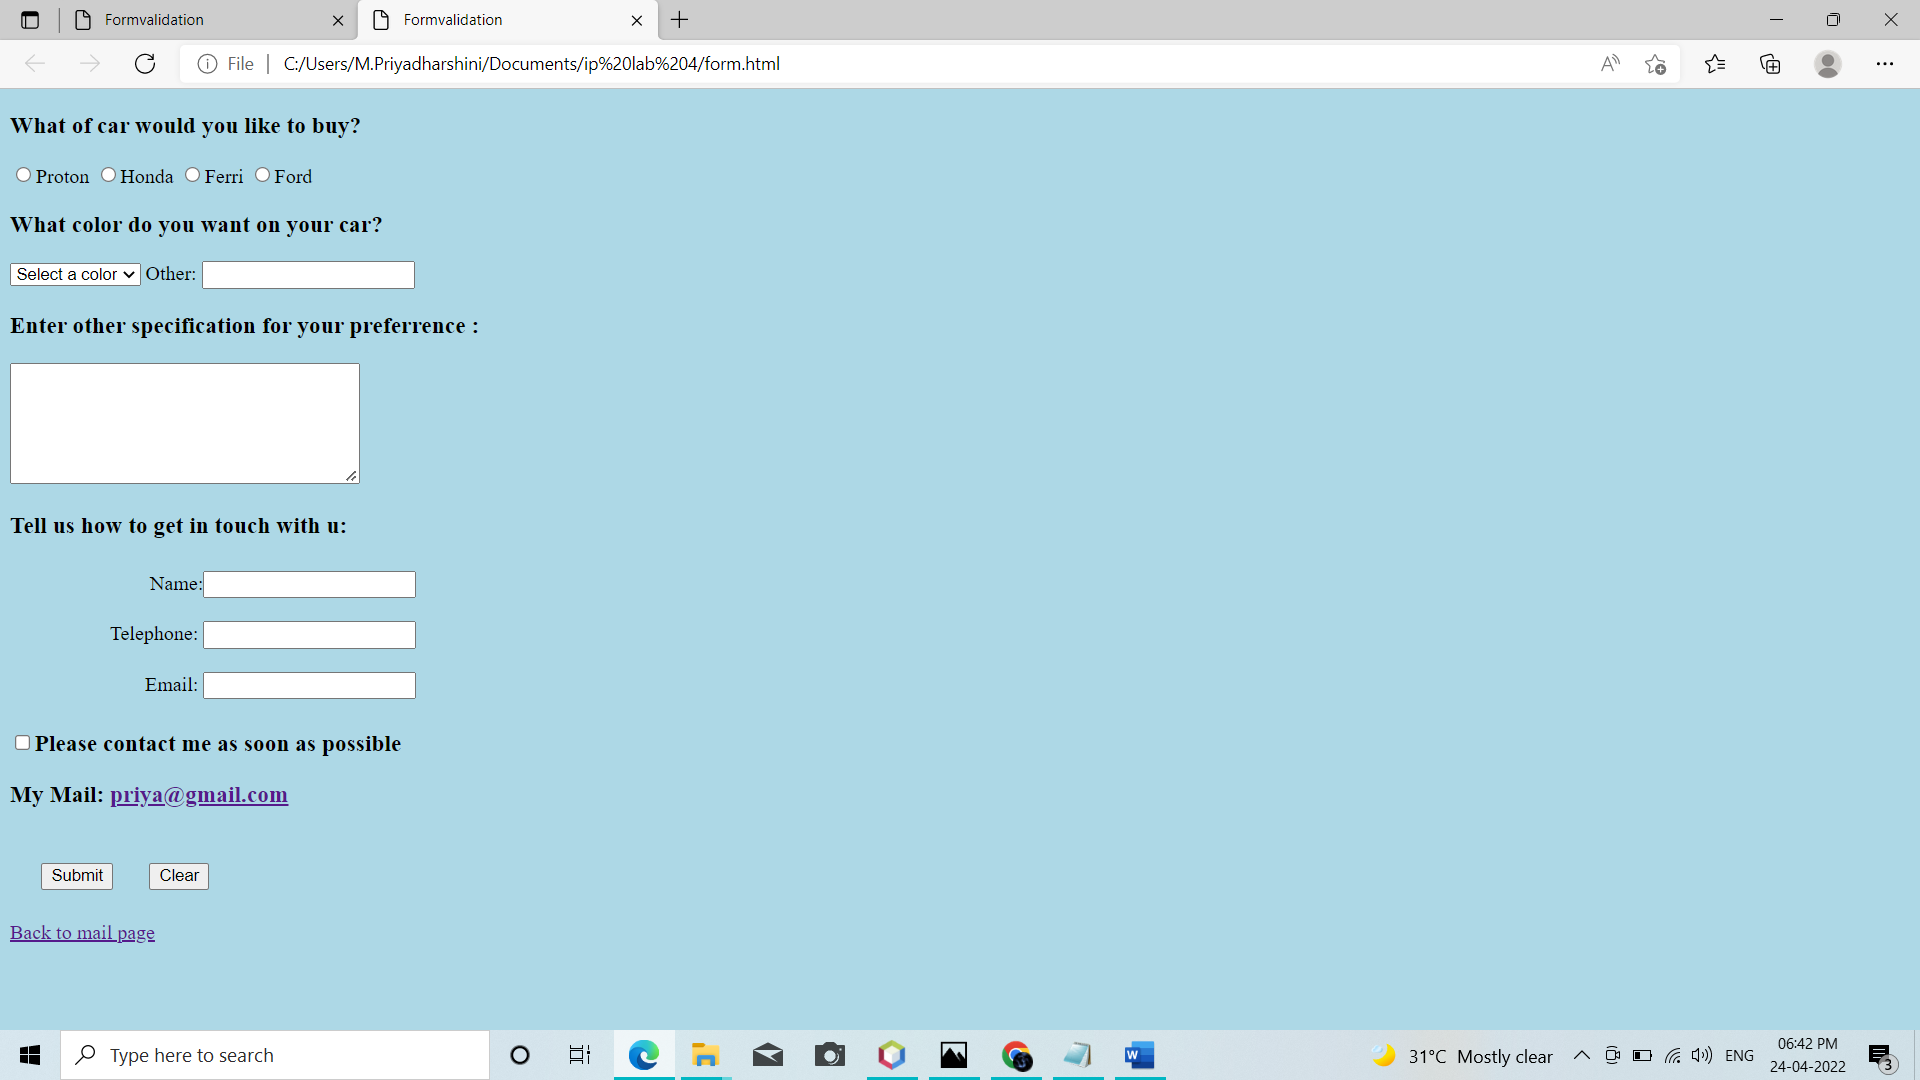 Formvalidation
Formvalidation
File
C:/Users/M.Priyadharshini/Documents/ip%20lab%204/form.html
What of car would you like to buy?
Proton Honda Ferri Ford
What color do you want on your car?
Select a color Other:
Enter other specification for your preferrence :
Tell us how to get in touch with u:
Name:
Telephone:
Email:
Please contact me as soon as possible
My Mail: priya@gmail.com
Submit Clear
Back to mail page
Type here to search
31°C Mostly clear
ENG
06:42 PM
24-04-2022
3